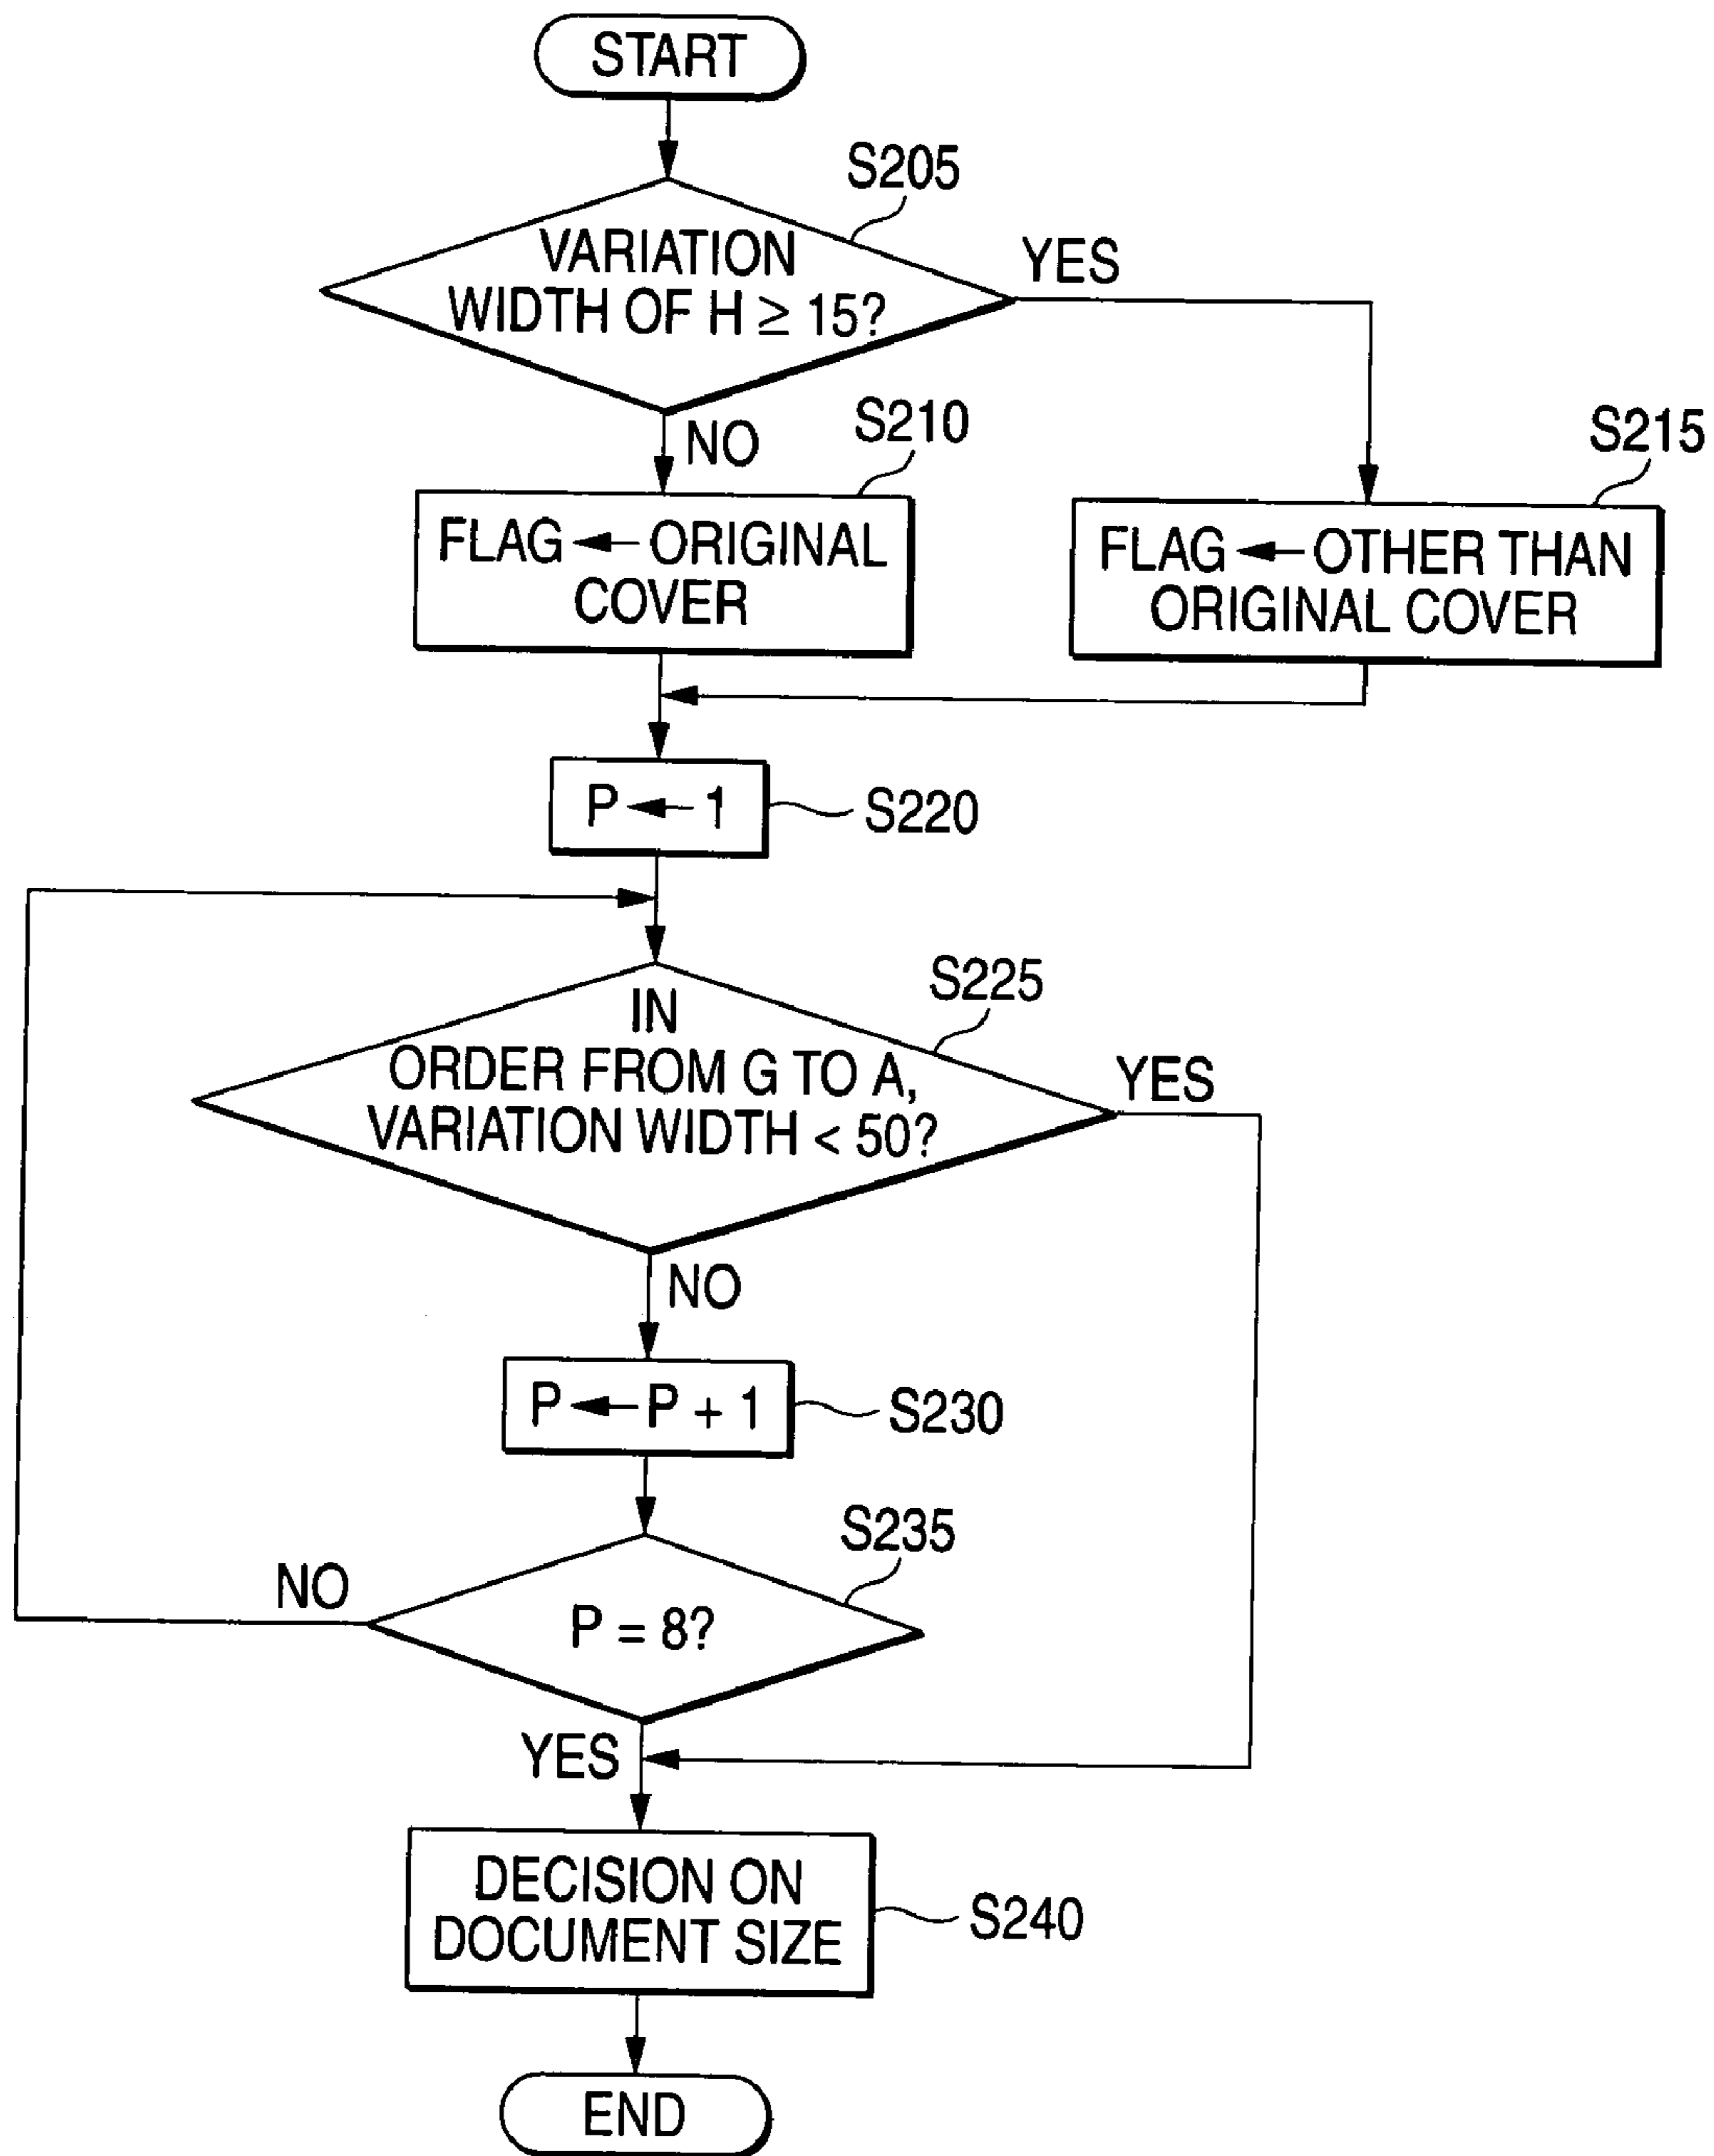 START
S205
VARIATION
WIDTH OF H ≥ 15?
YES
NO
S210
S215
FLAG ← ORIGINAL
COVER
FLAG ← OTHER THAN
ORIGINAL COVER
P ← 1
S220
S225
IN
ORDER FROM G TO A,
VARIATION WIDTH < 50?
YES
NO
P ← P + 1
S230
S235
NO
P = 8?
YES
DECISION ON
DOCUMENT SIZE
S240
END